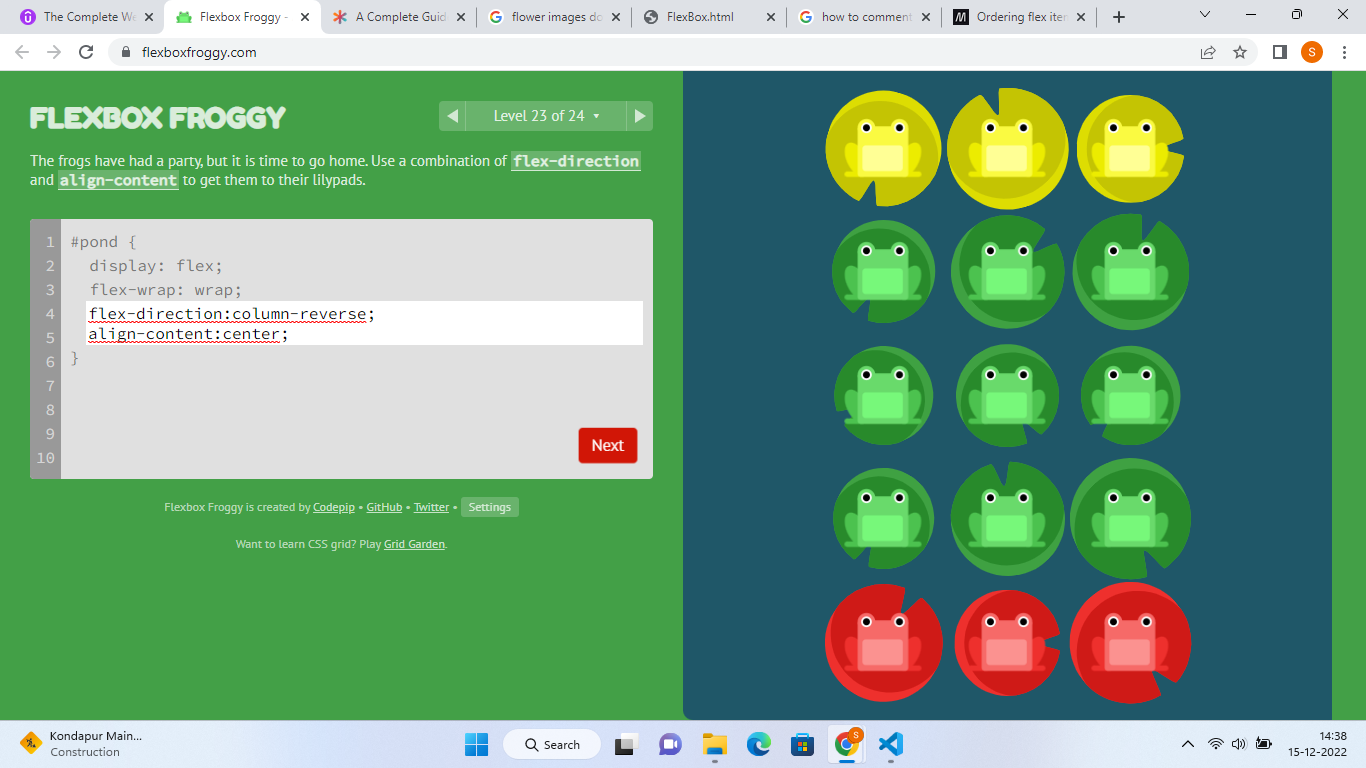 The Complete We
Flexbox Froggy -
A Complete Guid
flower images do
FlexBox.html
how to comment
Ordering flex iter
flexboxfroggy.com
S
FLEXBOX FROGGY
Level 23 of 24
The frogs have had a party, but it is time to go home. Use a combination of flex-direction
and align-content to get them to their lilypads.
1 #pond {
2 display: flex;
3 flex-wrap: wrap;
4 flex-direction:column-reverse;
5 align-content:center;
6 }
7
8
9
10
Next
Flexbox Froggy is created by Codepip • GitHub • Twitter • Settings
Want to learn CSS grid? Play Grid Garden.
Kondapur Main...
Construction
Search
S
14:38
15-12-2022